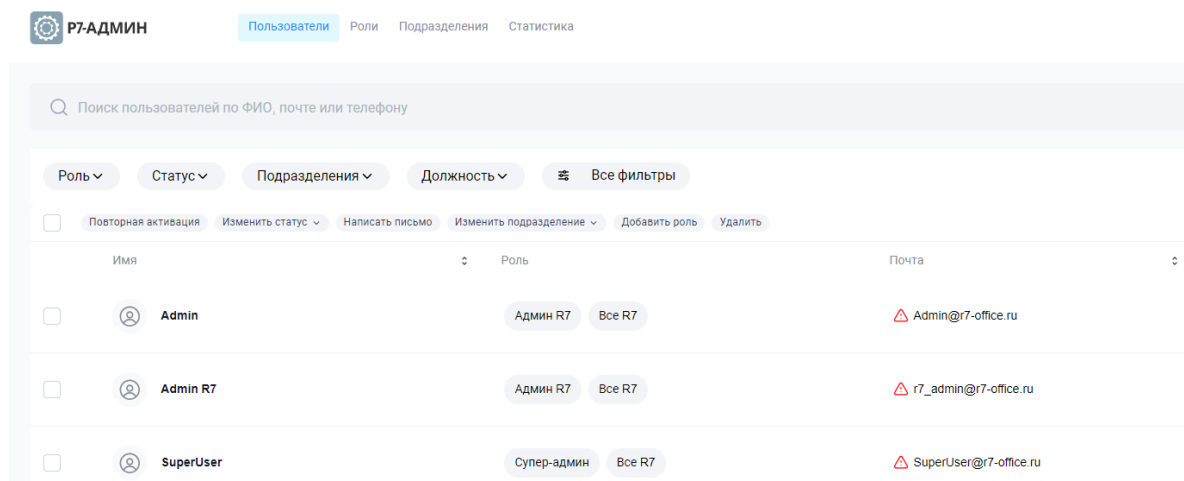 Р7-АДМИН Пользователи Роли Подразделения Статистика
Поиск пользователей по ФИО, почте или телефону
Роль Статус Подразделения Должность Все фильтры
Повторная активация Изменить статус Написать письмо Изменить подразделение Добавить роль Удалить
Имя Роль Почта
Admin Админ R7 Все R7 Admin@r7-office.ru
Admin R7 Админ R7 Все R7 r7_admin@r7-office.ru
SuperUser Супер-админ Все R7 SuperUser@r7-office.ru